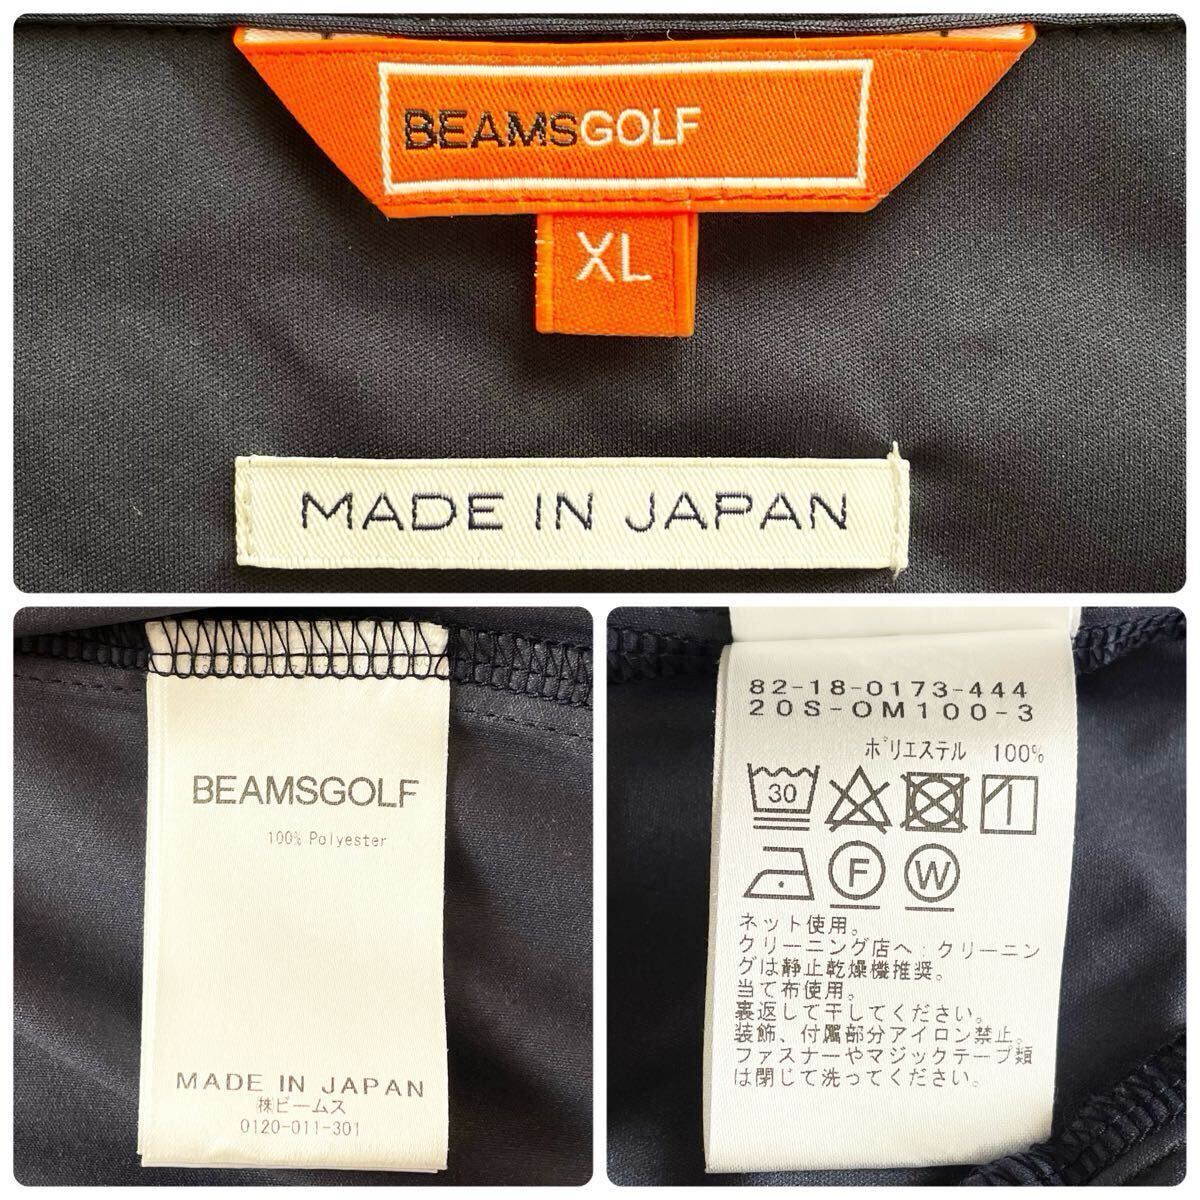 BEAMSGOLF
XL
MADE IN JAPAN
BEAMSGOLF
100% Polyester
MADE IN JAPAN
㈱ビームス
0120-011-301
82-18-0173-444
20S-OM100-3
ポリエステル 100%
30
F W
ネット使用。
クリーニング店へ・クリーニン
グは静止乾燥機推奨。
当て布使用。
裏返して干してください。
装飾、付属部分アイロン禁止。
ファスナーやマジックテープ類
は閉じて洗ってください。